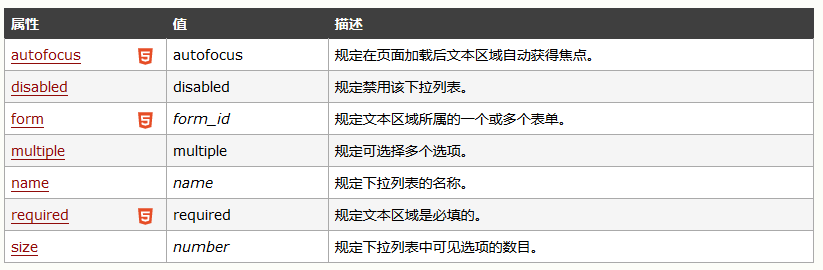 属性 值 描述
autofocus autofocus 规定在页面加载后文本区域自动获得焦点。
disabled disabled 规定禁用该下拉列表。
form form_id 规定文本区域所属的一个或多个表单。
multiple multiple 规定可选择多个选项。
name name 规定下拉列表的名称。
required required 规定文本区域是必填的。
size number 规定下拉列表中可见选项的数目。